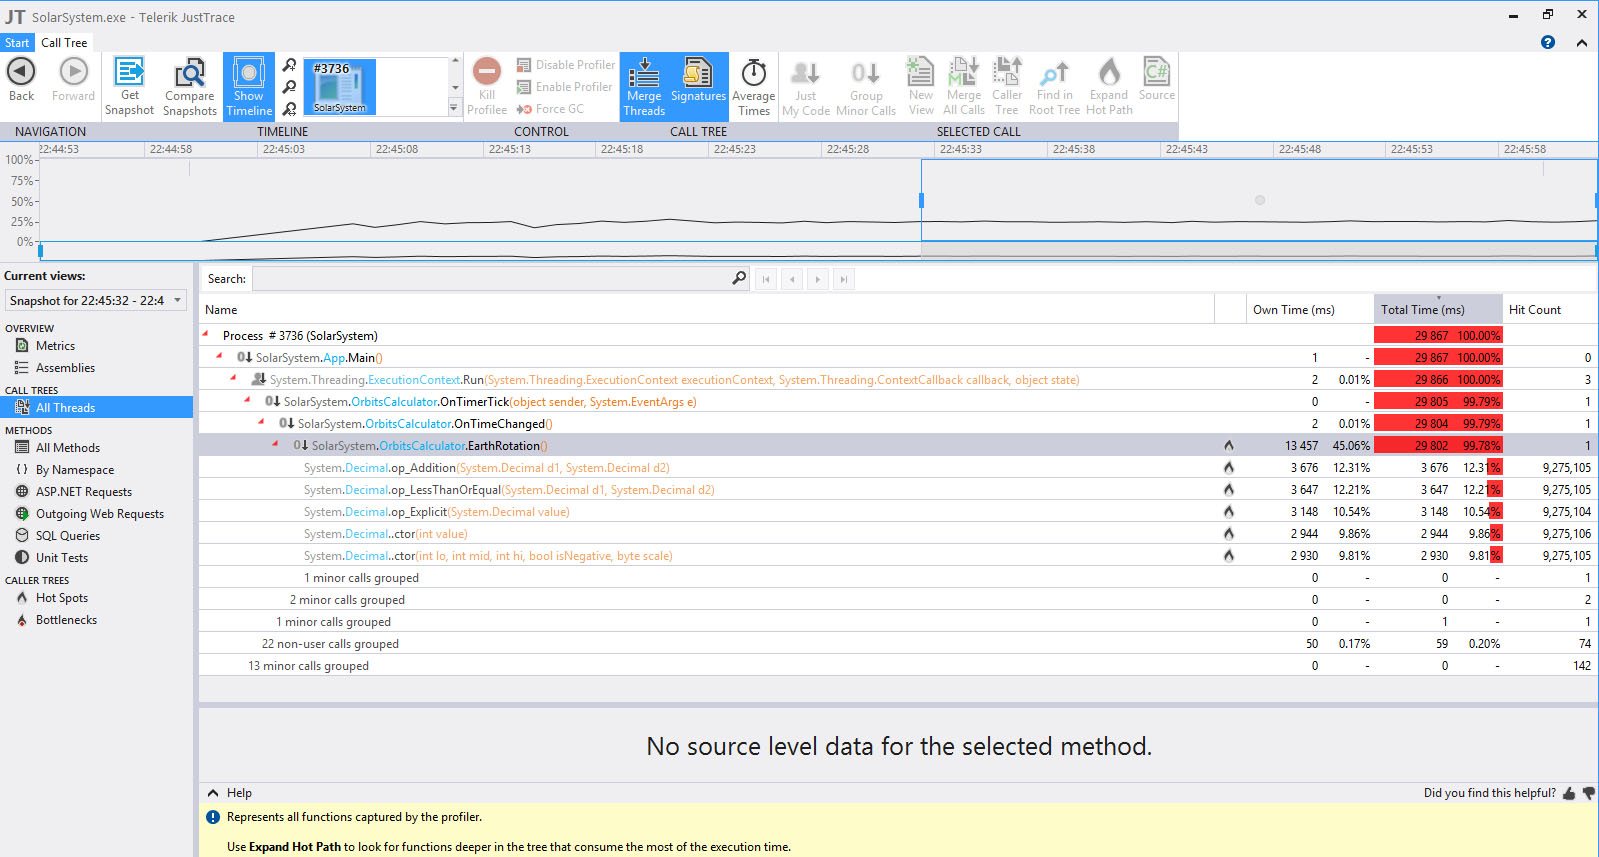 JT SolarSystem.exe - Telerik JustTrace
Start Call Tree
Back
Forward
Get
Snapshot
Compare
Snapshots
Show
Timeline
#3736
SolarSystem
Kill
Profilee
Disable Profiler
Enable Profiler
Force GC
Merge
Threads
Signatures
Average
Times
Just
My Code
Group
Minor Calls
New
View
Merge
All Calls
Caller
Tree
Find in
Root Tree
Expand
Hot Path
C#
Source
NAVIGATION TIMELINE CONTROL CALL TREE SELECTED CALL
22:44:53 22:44:58 22:45:03 22:45:08 22:45:13 22:45:18 22:45:23 22:45:28 22:45:33 22:45:38 22:45:43 22:45:48 22:45:53 22:45:58
100%
75%
50%
25%
0%
Current views:
Snapshot for 22:45:32 - 22:4
OVERVIEW
Metrics
Assemblies
CALL TREES
All Threads
METHODS
All Methods
By Namespace
ASP.NET Requests
Outgoing Web Requests
SQL Queries
Unit Tests
CALLER TREES
Hot Spots
Bottlenecks
Search:
Name Own Time (ms) Total Time (ms) Hit Count
Process # 3736 (SolarSystem) 29 867 100.00%
SolarSystem.App.Main() 1 - 29 867 100.00% 0
System.Threading.ExecutionContext.Run(System.Threading.ExecutionContext executionContext, System.Threading.ContextCallback callback, object state) 2 0.01% 29 866 100.00% 3
SolarSystem.OrbitsCalculator.OnTimerTick(object sender, System.EventArgs e) 0 - 29 805 99.79% 1
SolarSystem.OrbitsCalculator.OnTimeChanged() 2 0.01% 29 804 99.79% 1
SolarSystem.OrbitsCalculator.EarthRotation() 13 457 45.06% 29 802 99.78% 1
System.Decimal.op_Addition(System.Decimal d1, System.Decimal d2) 3 676 12.31% 3 676 12.31% 9,275,105
System.Decimal.op_LessThanOrEqual(System.Decimal d1, System.Decimal d2) 3 647 12.21% 3 647 12.21% 9,275,105
System.Decimal.op_Explicit(System.Decimal value) 3 148 10.54% 3 148 10.54% 9,275,104
System.Decimal..ctor(int value) 2 944 9.86% 2 944 9.86% 9,275,106
System.Decimal..ctor(int lo, int mid, int hi, bool isNegative, byte scale) 2 930 9.81% 2 930 9.81% 9,275,105
1 minor calls grouped 0 - 0 - 1
2 minor calls grouped 0 - 0 - 2
1 minor calls grouped 0 - 1 - 1
22 non-user calls grouped 50 0.17% 59 0.20% 74
13 minor calls grouped 0 - 0 - 142
No source level data for the selected method.
Help Did you find this helpful?
Represents all functions captured by the profiler.
Use Expand Hot Path to look for functions deeper in the tree that consume the most of the execution time.